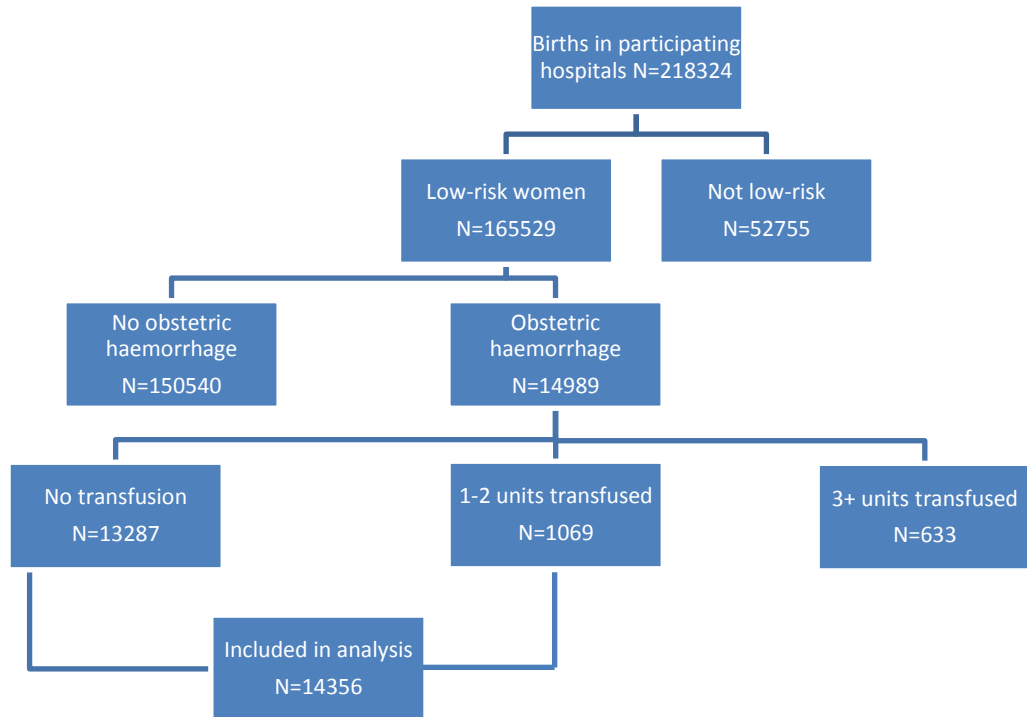 Births in participating
hospitals N=218324
Low-risk women
N=165529
Not low-risk
N=52755
No obstetric
haemorrhage
N=150540
Obstetric
haemorrhage
N=14989
No transfusion
N=13287
1-2 units transfused
N=1069
3+ units transfused
N=633
Included in analysis
N=14356